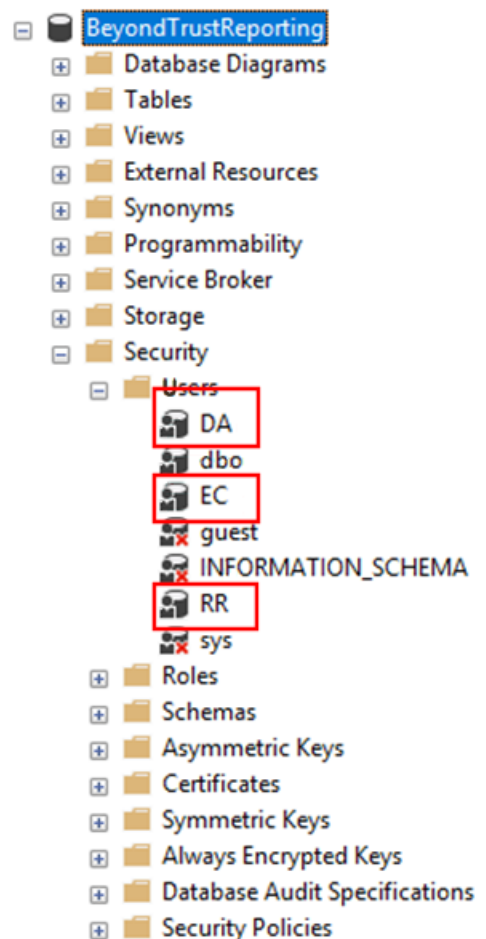 BeyondTrustReporting
Database Diagrams
Tables
Views
External Resources
Synonyms
Programmability
Service Broker
Storage
Security
Users
DA
dbo
EC
guest
INFORMATION_SCHEMA
RR
sys
Roles
Schemas
Asymmetric Keys
Certificates
Symmetric Keys
Always Encrypted Keys
Database Audit Specifications
Security Policies